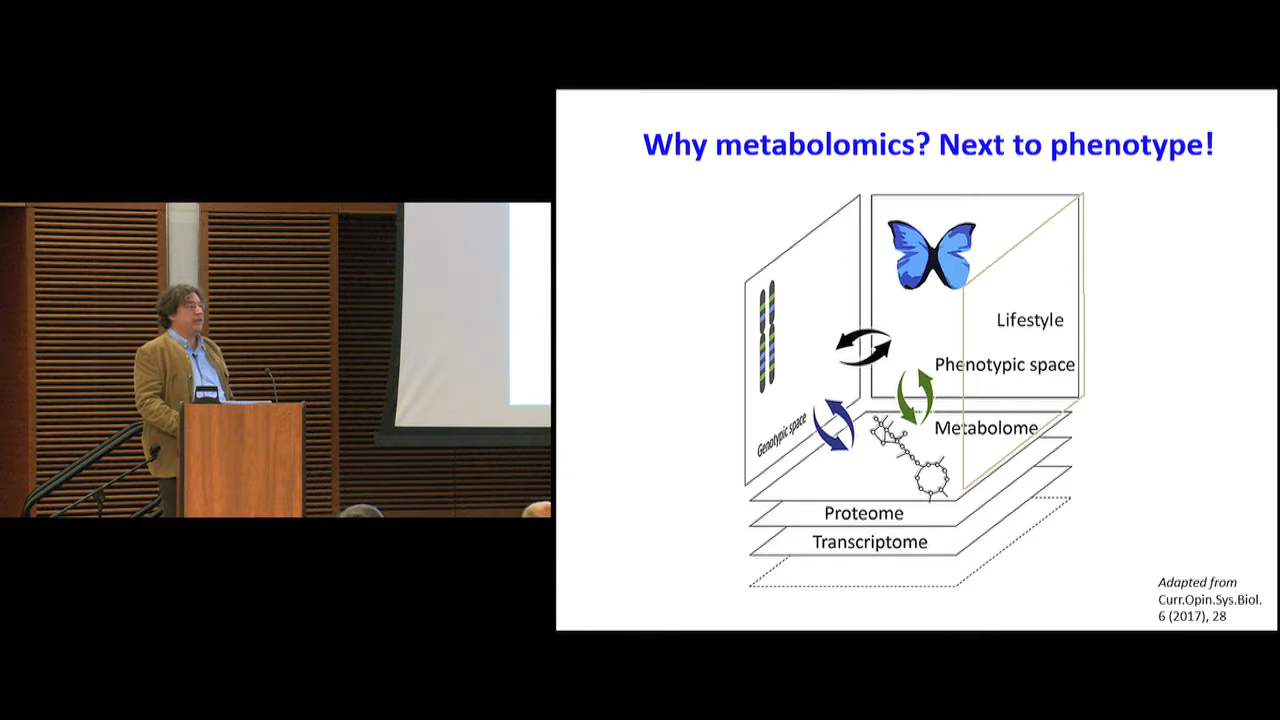 Why metabolomics? Next to phenotype!
Lifestyle
Phenotypic space
Genotypic space
Metabolome
Proteome
Transcriptome
Adapted from
Curr.Opin.Sys.Biol.
6 (2017), 28